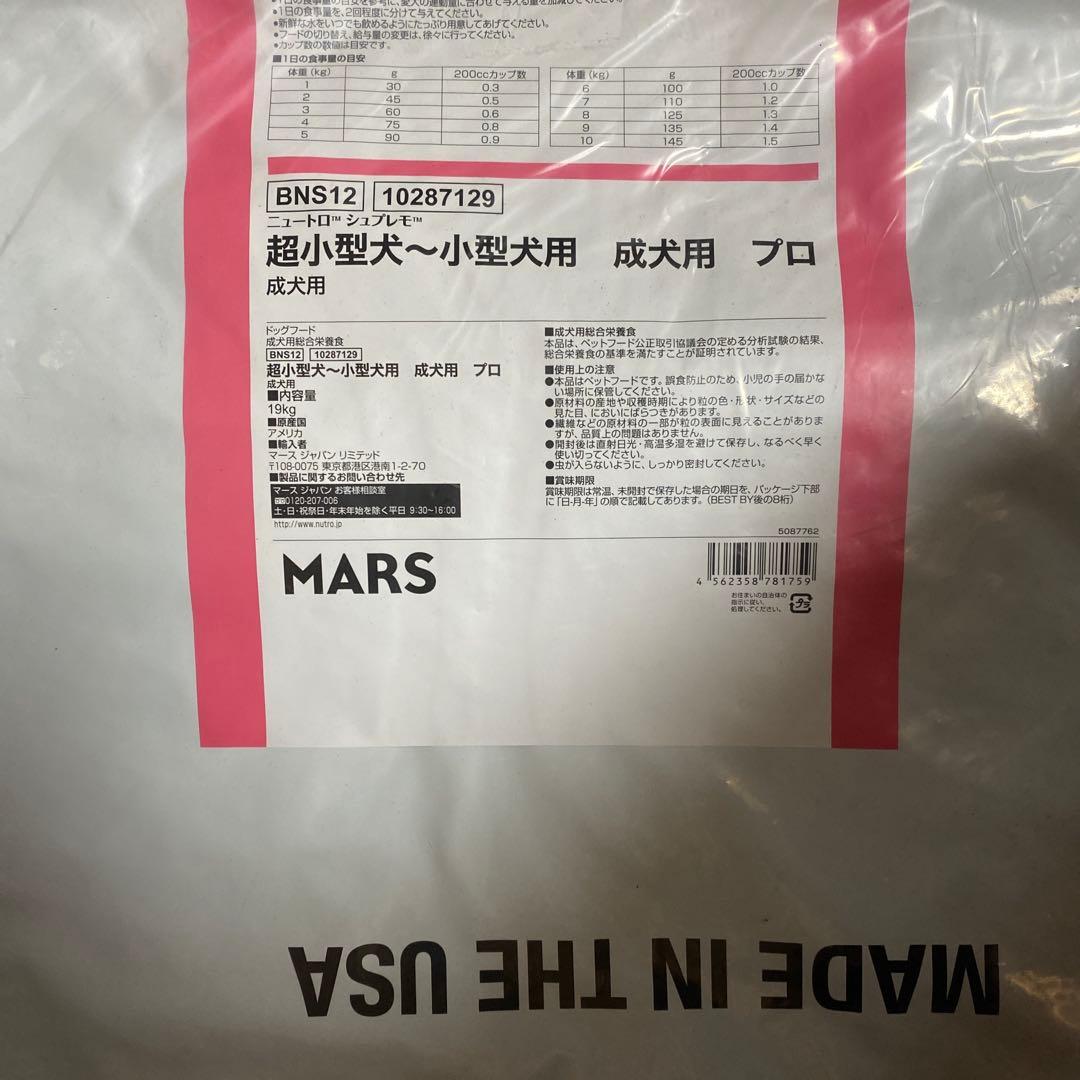 ●1日の食事量の目安を参考に、愛犬の運動量に合わせて与える量を加減してください。
●1日の食事量を、2回程度に分けて与えてください。
●新鮮な水をいつでも飲めるようにたっぷり用意してあげてください。
●フードの切り替え、給与量の変更は、徐々に行ってください。
●カップ数の数値は目安です。
■1日の食事量の目安
体重(kg) g 200ccカップ数
1 30 0.3
2 45 0.5
3 60 0.6
4 75 0.8
5 90 0.9
体重(kg) g 200ccカップ数
6 100 1.0
7 110 1.2
8 125 1.3
9 135 1.4
10 145 1.5
BNS12 10287129
ニュートロ™ シュプレモ™
超小型犬～小型犬用 成犬用 プロ
成犬用
ドッグフード
成犬用総合栄養食
BNS12 10287129
超小型犬～小型犬用 成犬用 プロ
成犬用
■内容量
19kg
■原産国
アメリカ
■輸入者
マース ジャパン リミテッド
〒108-0075 東京都港区港南1-2-70
■製品に関するお問い合わせ先
マース ジャパン お客様相談室
0120-207-006
土・日・祝祭日・年末年始を除く平日 9:30～16:00
http://www.nutro.jp
■成犬用総合栄養食
本品は、ペットフード公正取引協議会の定める分析試験の結果、
総合栄養食の基準を満たすことが証明されています。
■使用上の注意
●本品はペットフードです。誤食防止のため、小児の手の届かな
い場所に保管してください。
●原材料の産地や収穫時期により粒の色・形状・サイズなどの
見た目、においにばらつきがあります。
●繊維などの原材料の一部が粒の表面に見えることがありま
すが、品質上の問題はありません。
●開封後は直射日光・高温多湿を避けて保存し、なるべく早く
使い切ってください。
●虫が入らないように、しっかり密封してください。
■賞味期限
賞味期限は常温、未開封で保存した場合の期日を、パッケージ下部
に「日-月-年」の順で記載してあります。(BEST BY後の8桁)
5087762
MARS
4 562358 781759
お住まいの自治体の
指示に従い、
処理してください。
プラ
MADE IN THE USA